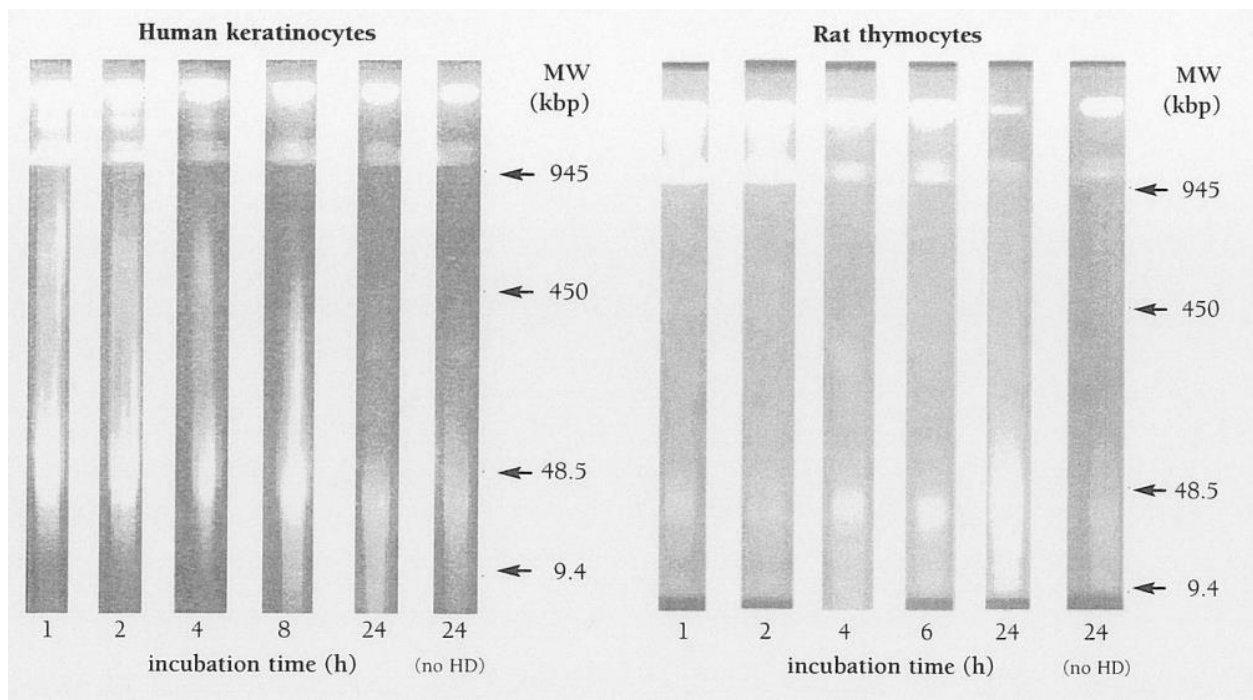 Human keratinocytes
MW
(kbp)
945
450
48.5
9.4
1 2 4 8 24 24
incubation time (h) (no HD)
Rat thymocytes
MW
(kbp)
945
450
48.5
9.4
1 2 4 6 24 24
incubation time (h) (no HD)